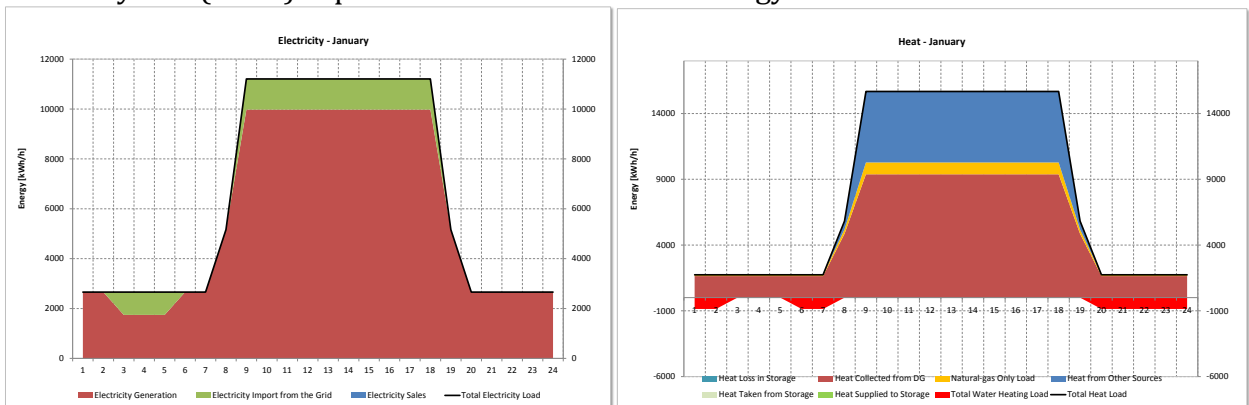 Electricity - January
12000 12000
10000 10000
8000 8000
6000 6000
4000 4000
2000 2000
0 0
Energy [kWh/h]
1 2 3 4 5 6 7 8 9 10 11 12 13 14 15 16 17 18 19 20 21 22 23 24
Electricity Generation Electricity Import from the Grid Electricity Sales Total Electricity Load
Heat - January
14000 14000
9000 9000
4000 4000
-1000 -1000
-6000 -6000
Energy [kWh/h]
1 2 3 4 5 6 7 8 9 10 11 12 13 14 15 16 17 18 19 20 21 22 23 24
Heat Loss in Storage Heat Collected from DG Natural-gas Only Load Heat from Other Sources
Heat Taken from Storage Heat Supplied to Storage Total Water Heating Load Total Heat Load